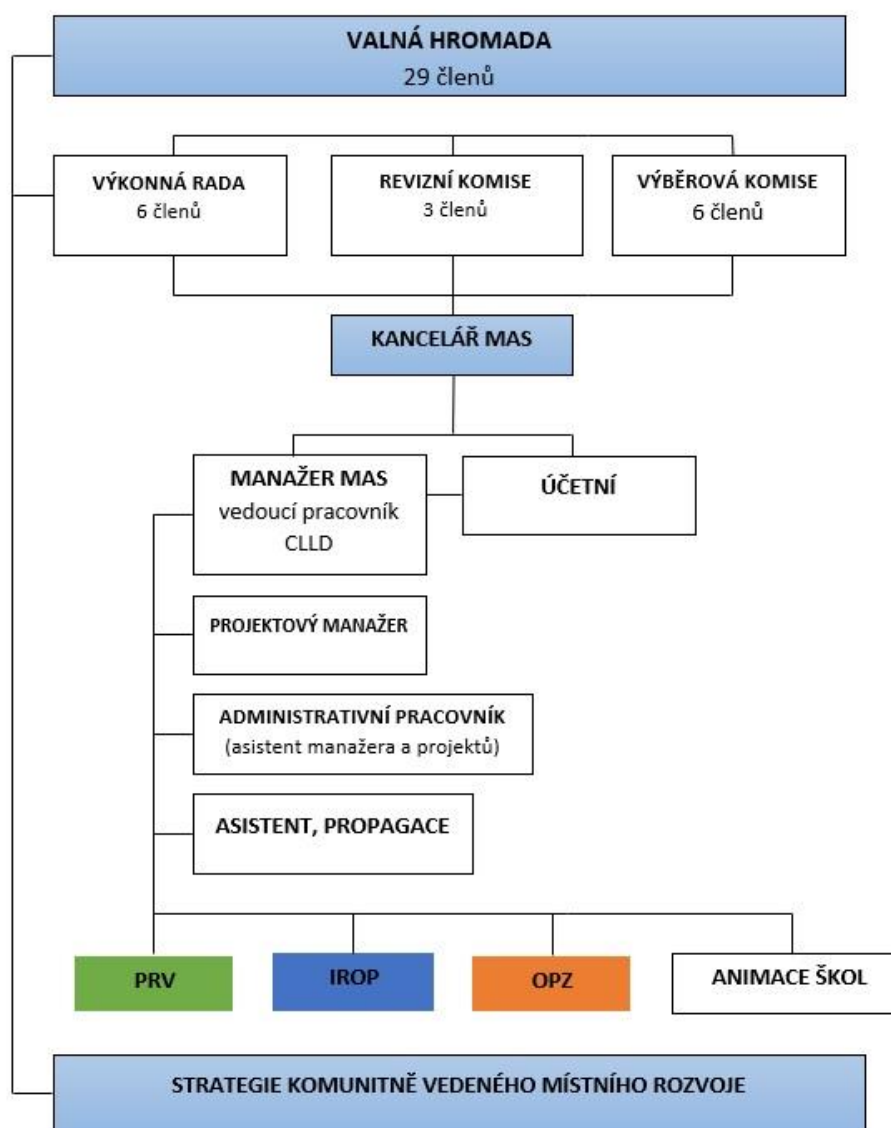 VALNÁ HROMADA
29 členů
VÝKONNÁ RADA
6 členů
REVIZNÍ KOMISE
3 členů
VÝBĚROVÁ KOMISE
6 členů
KANCELÁŘ MAS
MANAŽER MAS
vedoucí pracovník
CLLD
ÚČETNÍ
PROJEKTOVÝ MANAŽER
ADMINISTRATIVNÍ PRACOVNÍK
(asistent manažera a projektů)
ASISTENT, PROPAGACE
PRV
IROP
OPZ
ANIMACE ŠKOL
STRATEGIE KOMUNITNĚ VEDENÉHO MÍSTNÍHO ROZVOJE